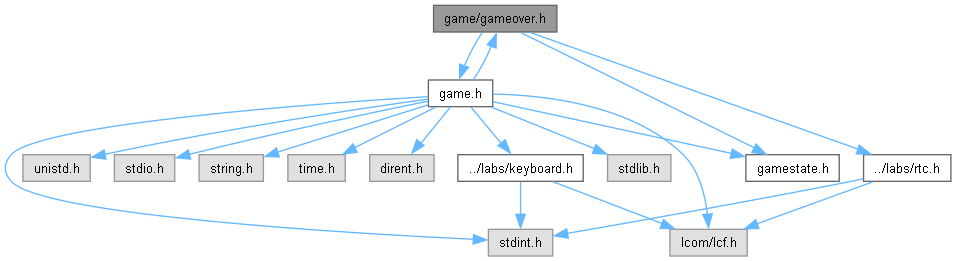 game/gameover.h
game.h
unistd.h
stdio.h
string.h
time.h
dirent.h
../labs/keyboard.h
stdlib.h
gamestate.h
../labs/rtc.h
stdint.h
lcom/lcf.h